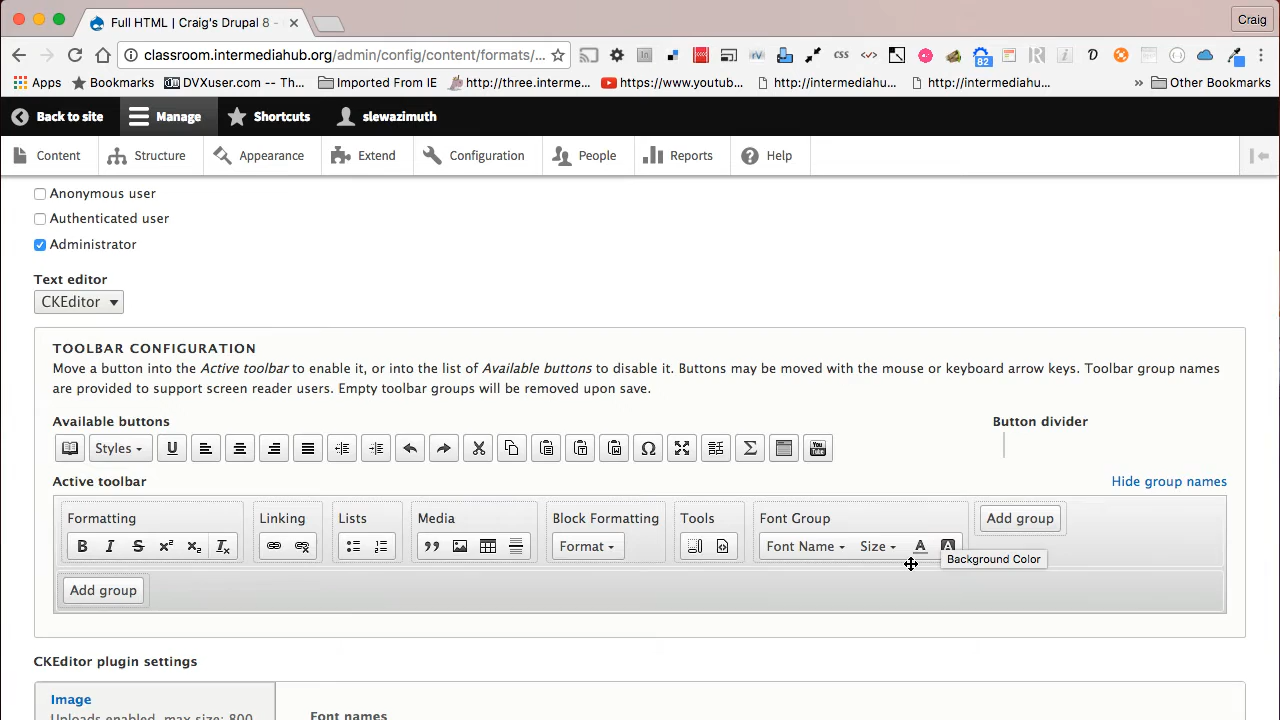 Full HTML | Craig's Drupal 8 -
Craig
classroom.intermediahub.org/admin/config/content/formats/...
CSS
82
Apps
Bookmarks
DVXuser.com -- Th...
Imported From IE
http://three.interme...
https://www.youtub...
http://intermediahu...
http://intermediahu...
» Other Bookmarks
Back to site
Manage
Shortcuts
slewazimuth
Content
Structure
Appearance
Extend
Configuration
People
Reports
Help
Anonymous user
Authenticated user
Administrator
Text editor
CKEditor
TOOLBAR CONFIGURATION
Move a button into the Active toolbar to enable it, or into the list of Available buttons to disable it. Buttons may be moved with the mouse or keyboard arrow keys. Toolbar group names
are provided to support screen reader users. Empty toolbar groups will be removed upon save.
Available buttons
Button divider
Styles
U
Ω
Σ
You Tube
Active toolbar
Hide group names
Formatting
Linking
Lists
Media
Block Formatting
Tools
Font Group
Add group
B I S x² x₂ Tx
Format
Font Name
Size
A
A
Background Color
Add group
CKEditor plugin settings
Image
Uploads enabled, max size: 800
Font names